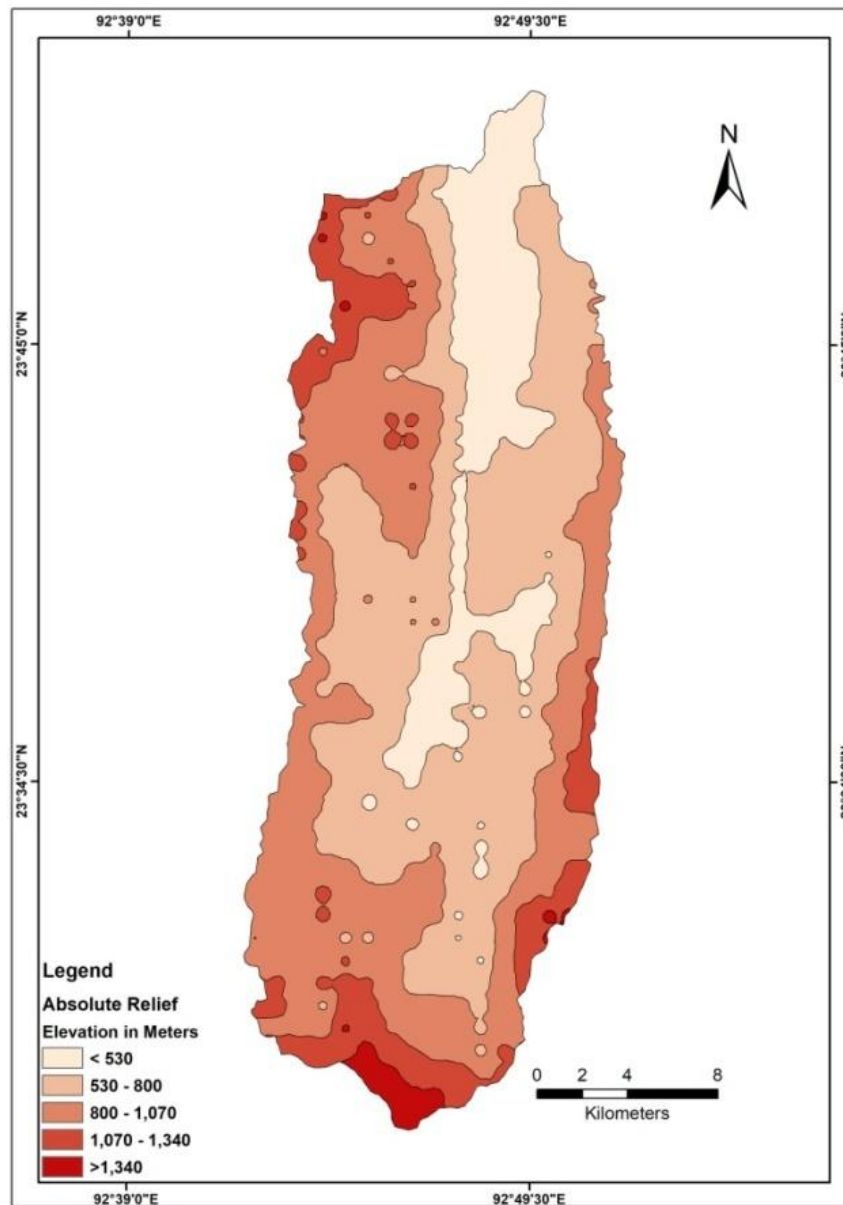 92°39'0"E 92°49'30"E
N
23°45'0"N
23°34'30"N
Legend
Absolute Relief
Elevation in Meters
< 530
530 - 800
800 - 1,070
1,070 - 1,340
>1,340
0 2 4 8
Kilometers
92°39'0"E 92°49'30"E